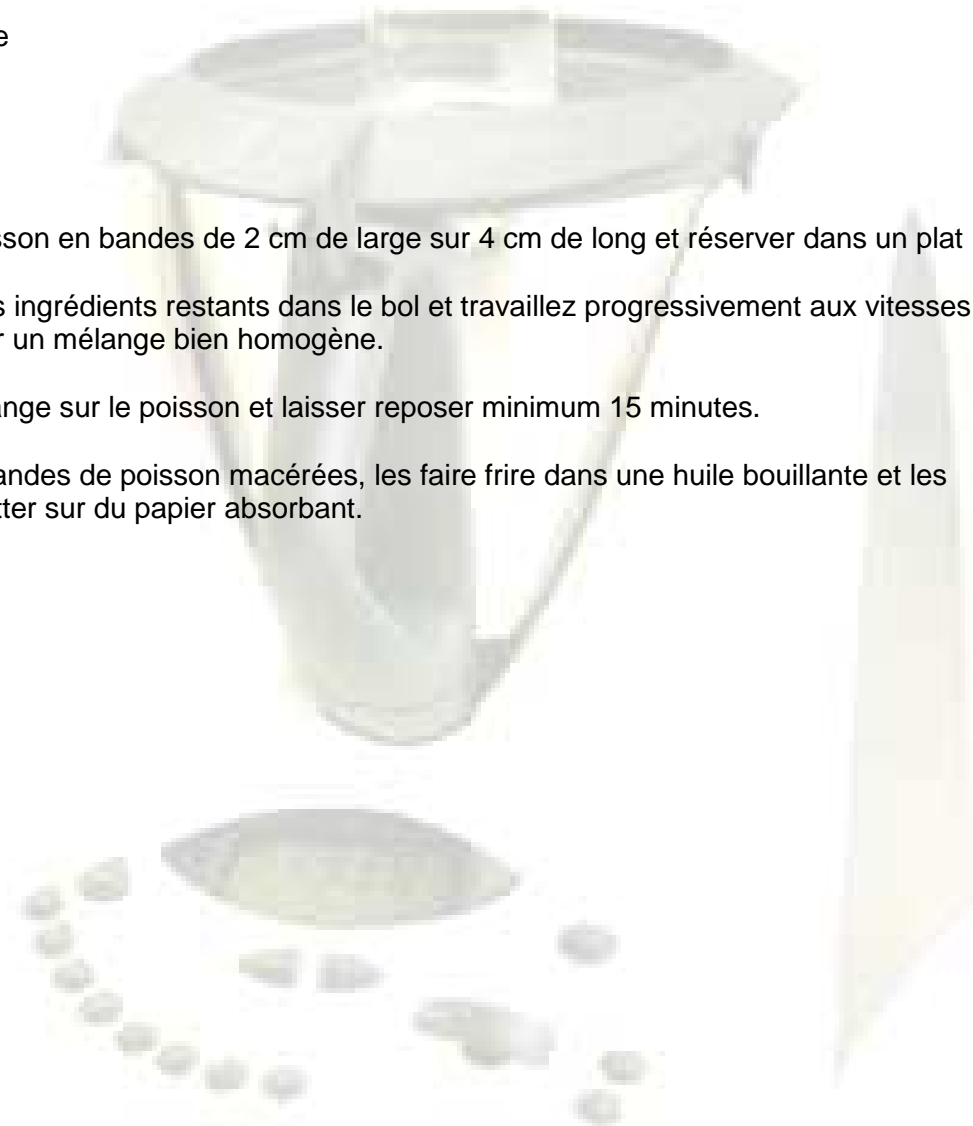 e
sson en bandes de 2 cm de large sur 4 cm de long et réserver dans un plat
s ingrédients restants dans le bol et travaillez progressivement aux vitesses
r un mélange bien homogène.
ange sur le poisson et laisser reposer minimum 15 minutes.
andes de poisson macérées, les faire frire dans une huile bouillante et les
tter sur du papier absorbant.